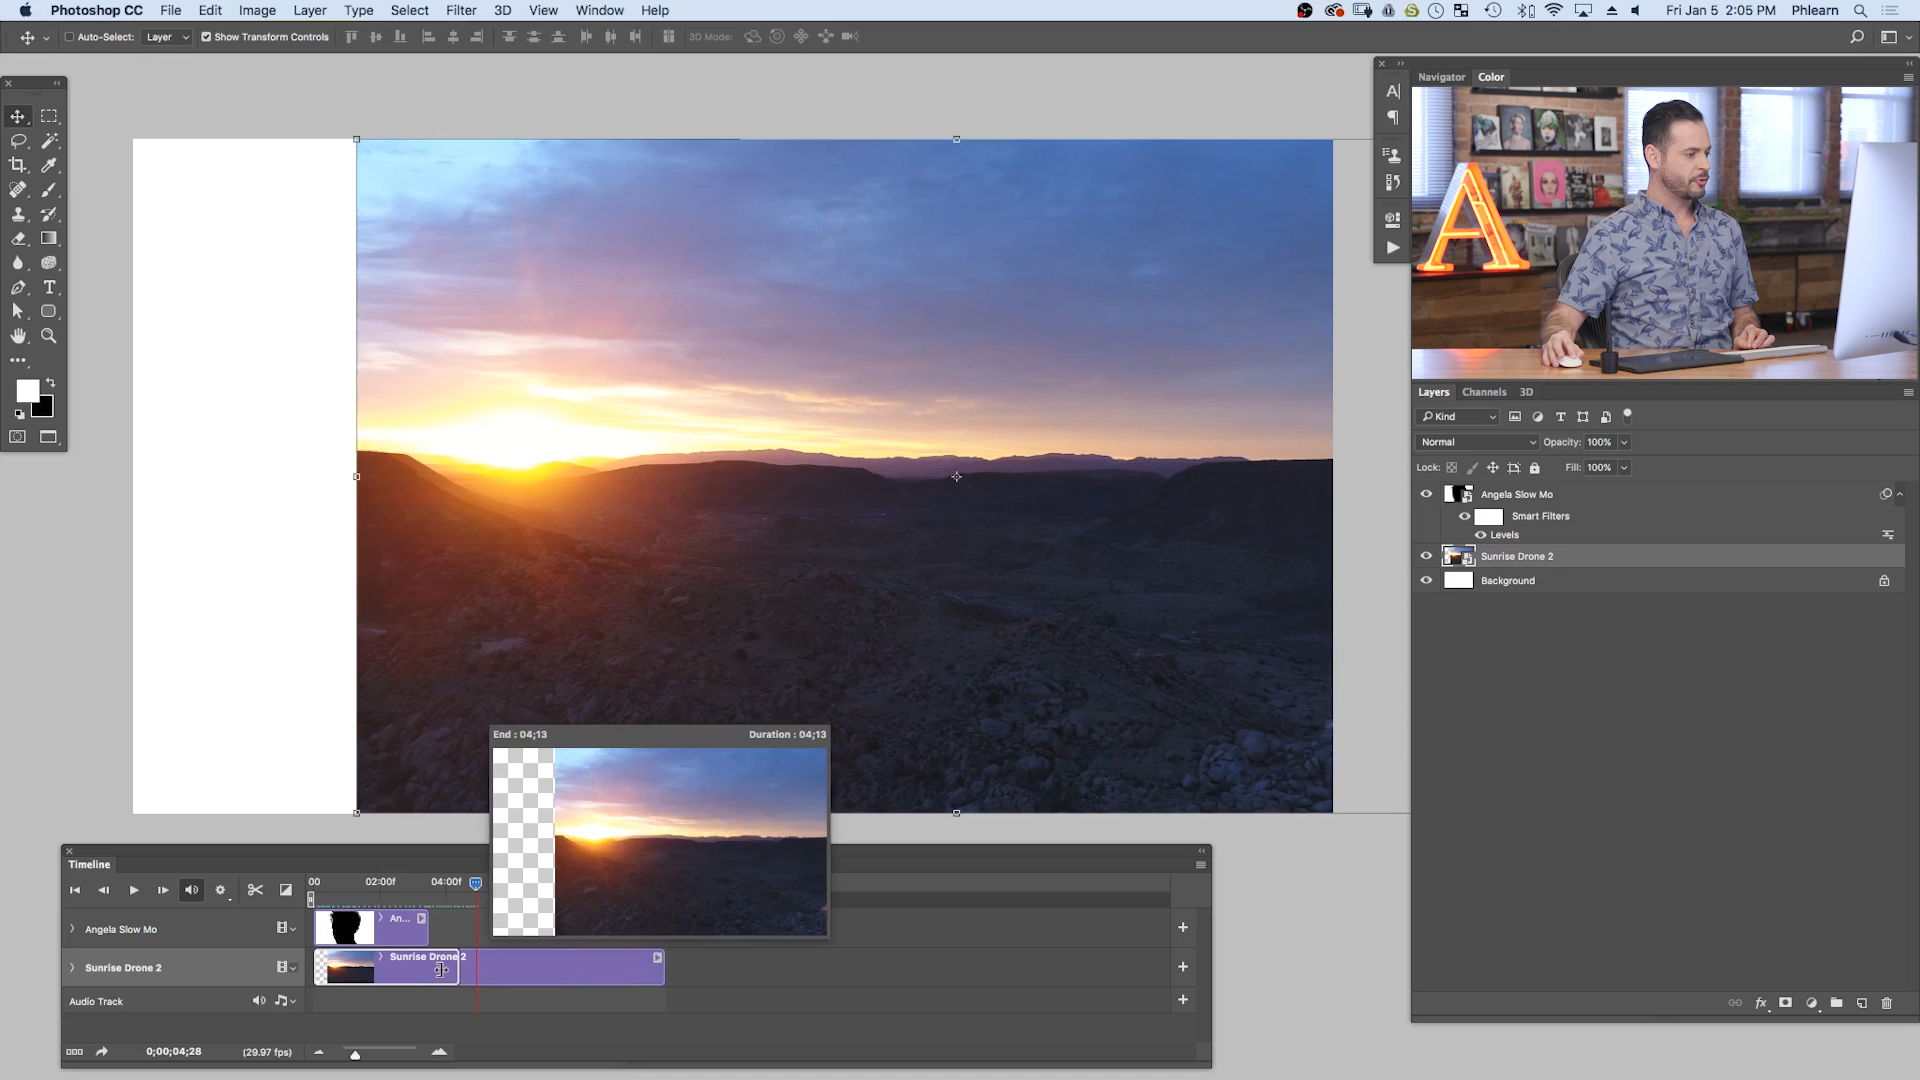 Photoshop CC File Edit Image Layer Type Select Filter 3D View Window Help Fri Jan 5 2:05 PM Phlearn
Auto-Select: Layer Show Transform Controls 3D Mode:
Navigator Color
A
Layers Channels 3D
Kind
Normal Opacity: 100%
Lock: Fill: 100%
Angela Slow Mo
Smart Filters
Levels
Sunrise Drone 2
Background
End : 04;13 Duration : 04;13
Timeline
00 02:00f 04:00f
Angela Slow Mo An...
Sunrise Drone 2 Sunrise Drone 2
Audio Track
0;00;04;28 (29.97 fps)
fx